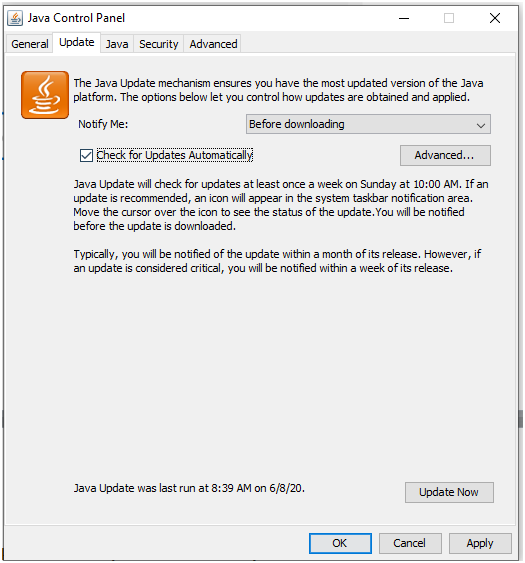 Java Control Panel
General Update Java Security Advanced
The Java Update mechanism ensures you have the most updated version of the Java
platform. The options below let you control how updates are obtained and applied.
Notify Me: Before downloading
Check for Updates Automatically Advanced...
Java Update will check for updates at least once a week on Sunday at 10:00 AM. If an
update is recommended, an icon will appear in the system taskbar notification area.
Move the cursor over the icon to see the status of the update.You will be notified
before the update is downloaded.
Typically, you will be notified of the update within a month of its release. However, if
an update is considered critical, you will be notified within a week of its release.
Java Update was last run at 8:39 AM on 6/8/20.
Update Now
OK Cancel Apply